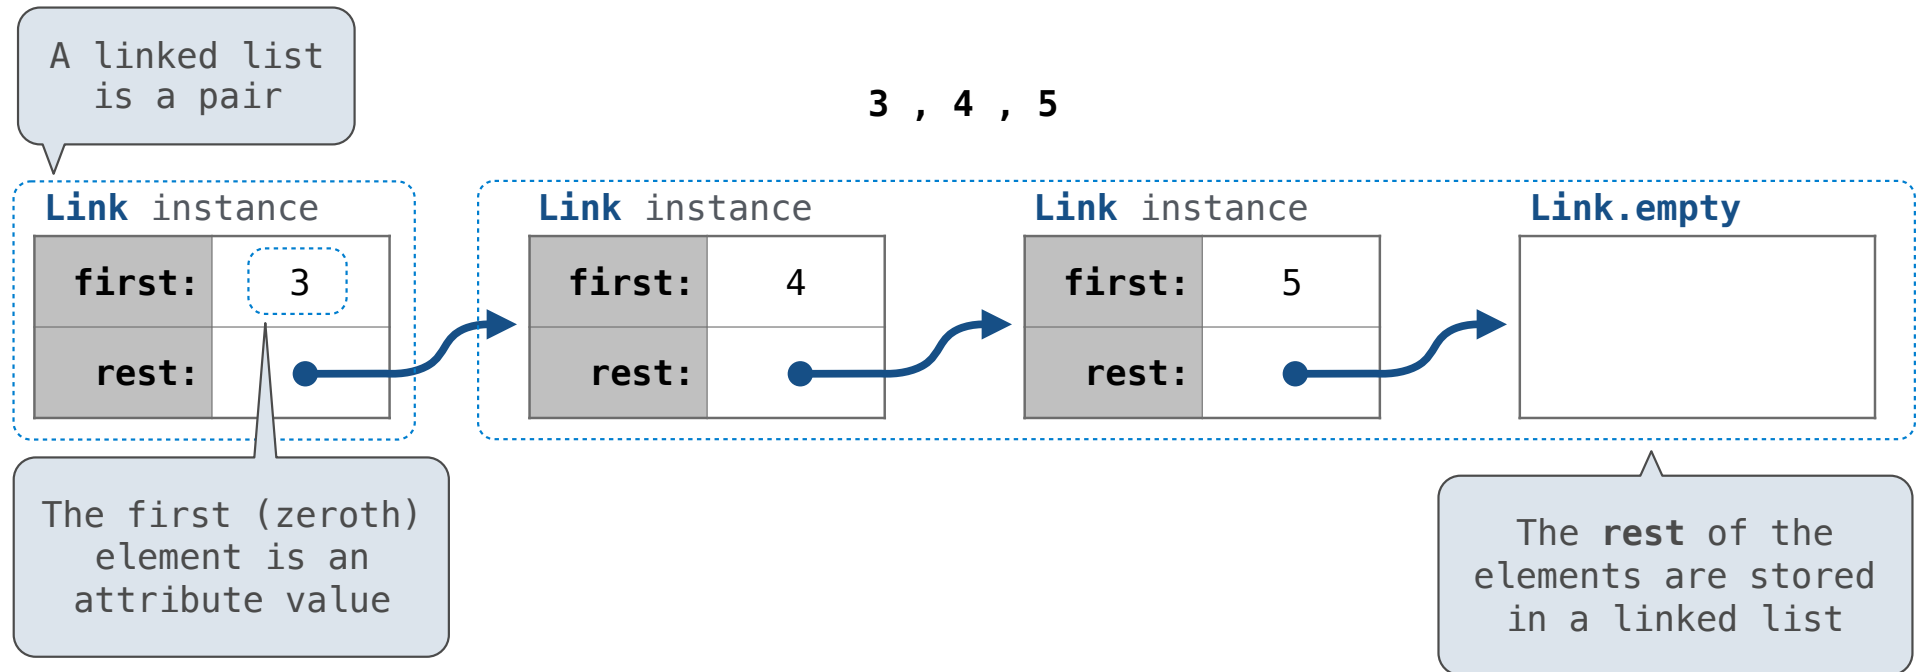 A linked list
is a pair
3 , 4 , 5
Link instance
first: 3
rest:
Link instance
first: 4
rest:
Link instance
first: 5
rest:
Link.empty
The first (zeroth)
element is an
attribute value
The rest of the
elements are stored
in a linked list